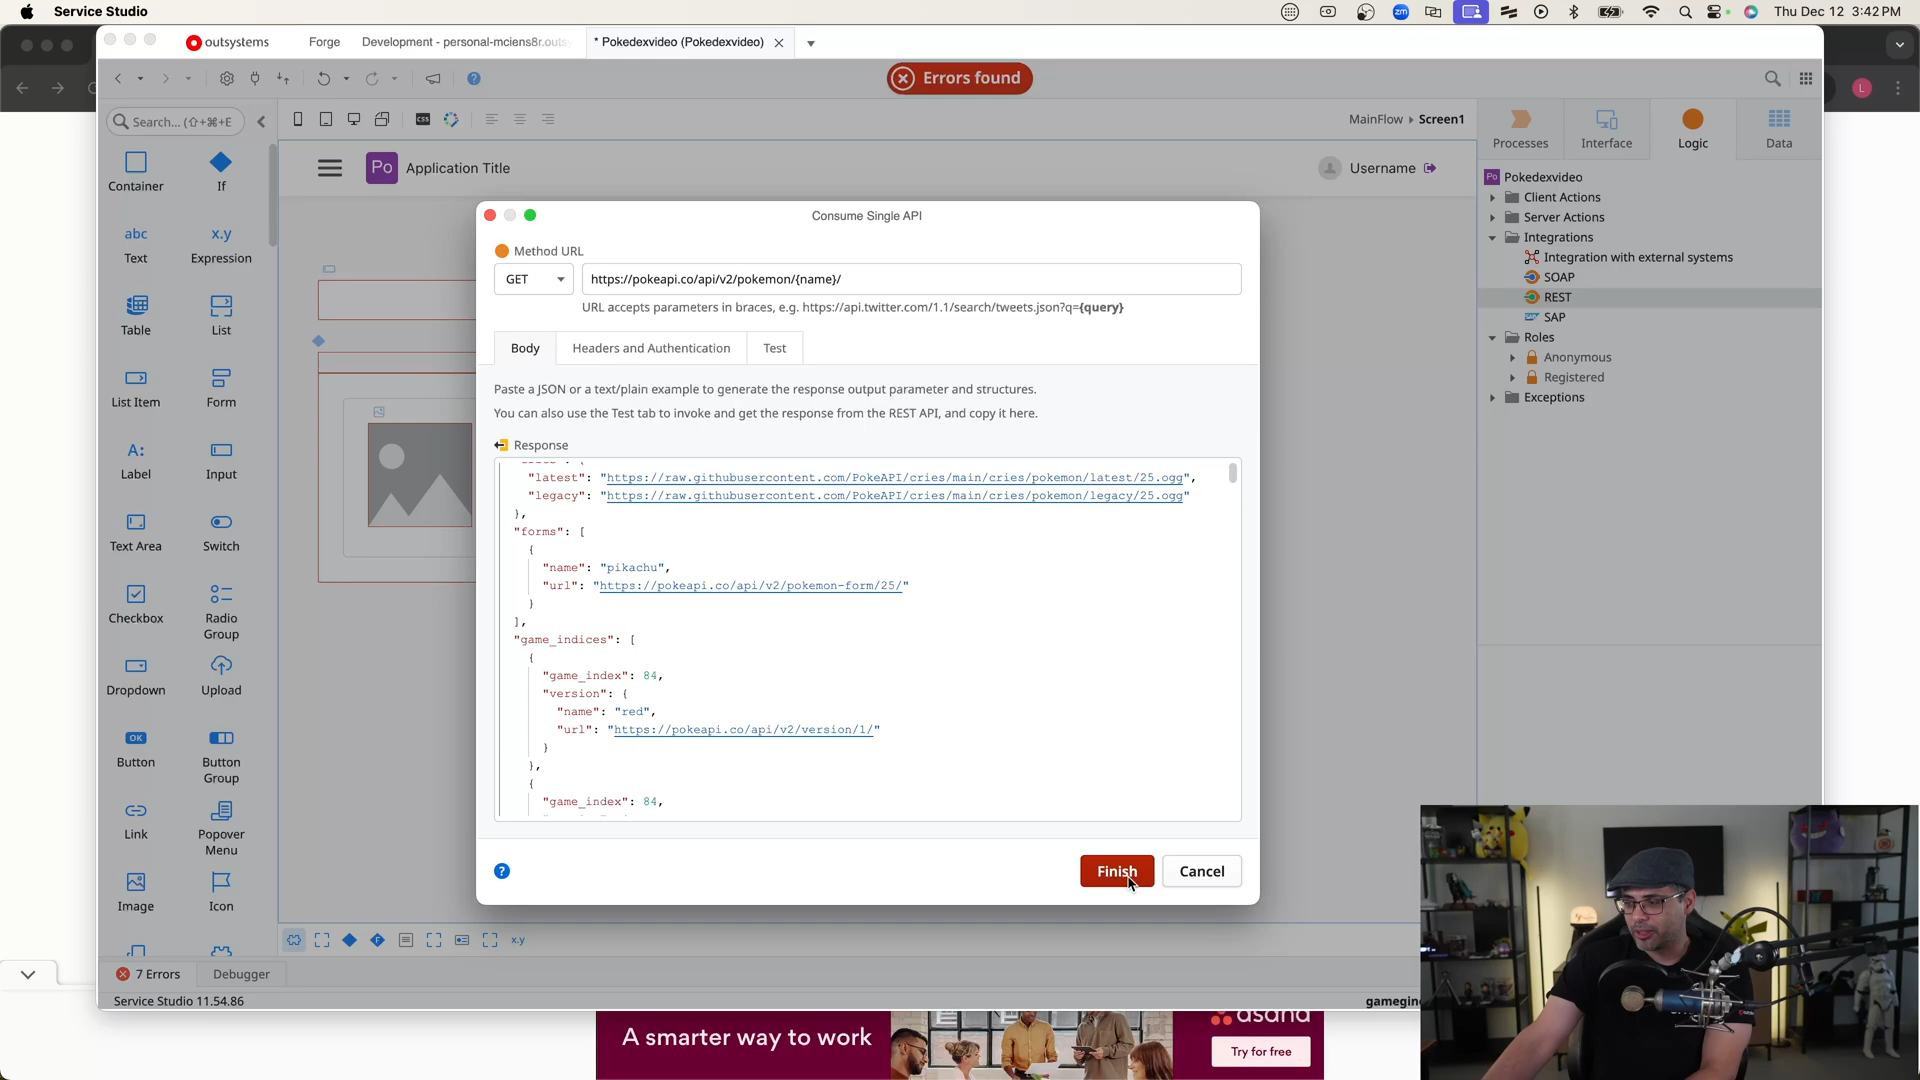 Service Studio
zm
Thu Dec 12 3:42 PM
outsystems
Forge
Development - personal-mciens8r.outsy
* Pokedexvideo (Pokedexvideo)
Errors found
L
Search... (⇧+⌘+E
CSS
MainFlow ▸ Screen1
Processes
Interface
Logic
Data
Container
If
Po
Application Title
Username
abc
Text
x.y
Expression
Table
List
List Item
Form
A:
Label
Input
Text Area
Switch
Checkbox
Radio
Group
Dropdown
Upload
OK
Button
Button
Group
Link
Popover
Menu
Image
Icon
Consume Single API
Method URL
GET
https://pokeapi.co/api/v2/pokemon/{name}/
URL accepts parameters in braces, e.g. https://api.twitter.com/1.1/search/tweets.json?q={query}
Body
Headers and Authentication
Test
Paste a JSON or a text/plain example to generate the response output parameter and structures.
You can also use the Test tab to invoke and get the response from the REST API, and copy it here.
Response
"latest": "https://raw.githubusercontent.com/PokeAPI/cries/main/cries/pokemon/latest/25.ogg",
"legacy": "https://raw.githubusercontent.com/PokeAPI/cries/main/cries/pokemon/legacy/25.ogg"
},
"forms": [
{
"name": "pikachu",
"url": "https://pokeapi.co/api/v2/pokemon-form/25/"
}
],
"game_indices": [
{
"game_index": 84,
"version": {
"name": "red",
"url": "https://pokeapi.co/api/v2/version/1/"
}
},
{
"game_index": 84,
?
Finish
Cancel
Po Pokedexvideo
Client Actions
Server Actions
Integrations
Integration with external systems
SOAP
REST
SAP SAP
Roles
Anonymous
Registered
Exceptions
x.y
7 Errors
Debugger
Service Studio 11.54.86
gamegin
A smarter way to work
asana
Try for free